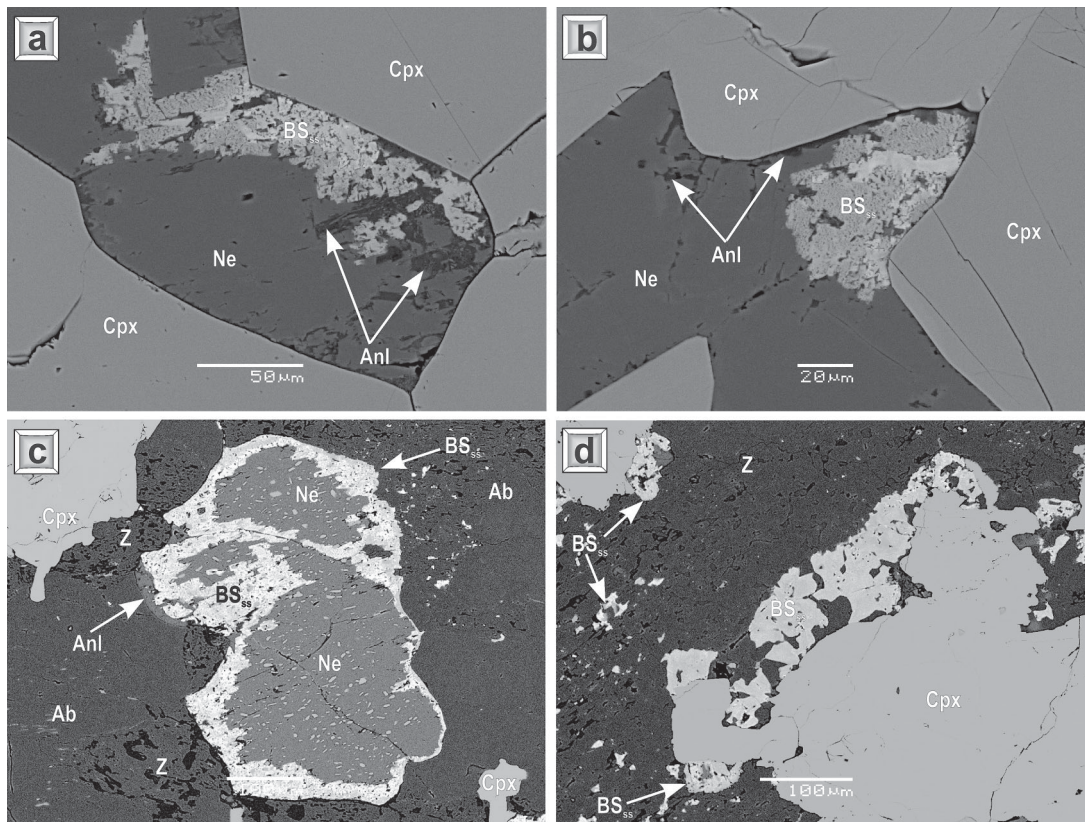 a
Cpx
BSss
Ne
Cpx
Anl
50µm
b
Cpx
BSss
Cpx
Anl
Ne
20µm
c
BSss
Ne
Ab
Cpx
Z
BSss
Anl
Ne
Ab
Z
Cpx
d
Z
BSss
BSss
Cpx
100µm
BSss